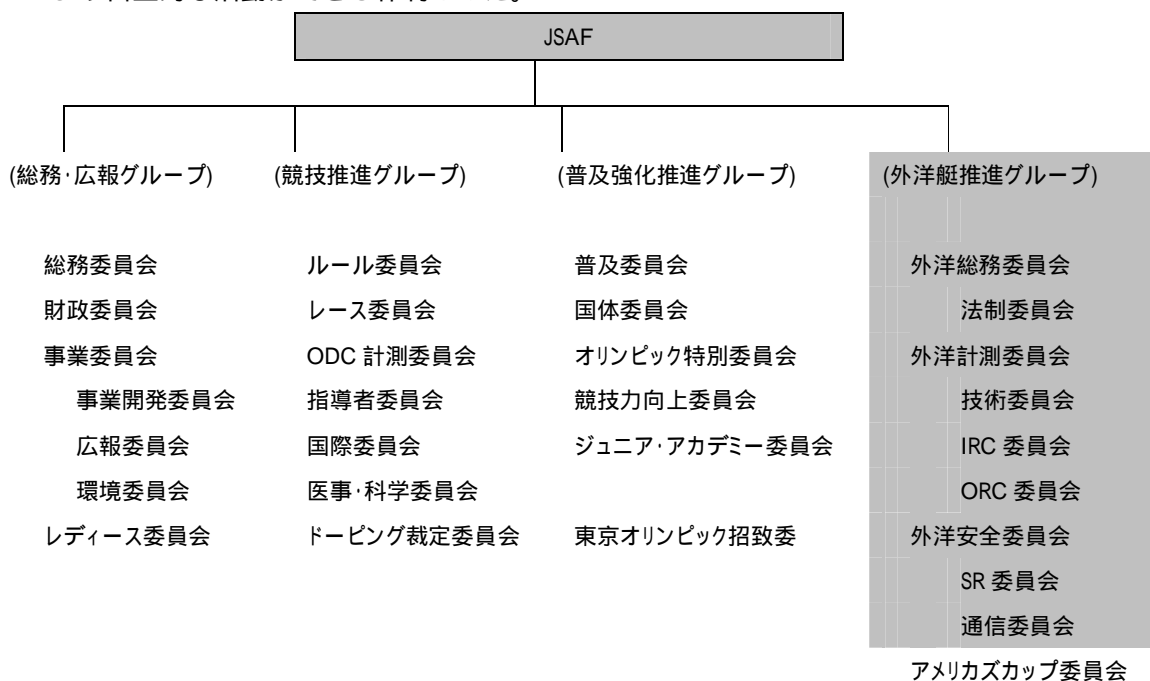 JSAF
(総務･広報グループ) (競技推進グループ) (普及強化推進グループ) (外洋艇推進グループ)
総務委員会 ルール委員会 普及委員会 外洋総務委員会
財政委員会 レース委員会 国体委員会 法制委員会
事業委員会 ODC 計測委員会 オリンピック特別委員会 外洋計測委員会
事業開発委員会 指導者委員会 競技力向上委員会 技術委員会
広報委員会 国際委員会 ジュニア･アカデミー委員会 IRC 委員会
環境委員会 医事･科学委員会 ORC 委員会
レディース委員会 ドーピング裁定委員会 東京オリンピック招致委 外洋安全委員会
SR 委員会
通信委員会
アメリカズカップ委員会